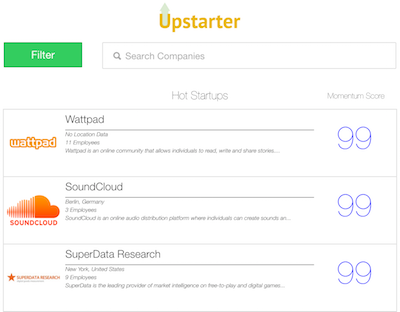 Upstarter
Filter
Search Companies
Hot Startups
Momentum Score
Wattpad
No Location Data
11 Employees
Wattpad is an online community that allows individuals to read, write and share stories,...
wattpad
99
SoundCloud
Berlin, Germany
3 Employees
SoundCloud is an online audio distribution platform where individuals can create sounds an...
SOUNDCLOUD
99
SuperData Research
New York, United States
9 Employees
SuperData is the leading provider of market intelligence on free-to-play and digital games...
SUPERDATA RESEARCH
99